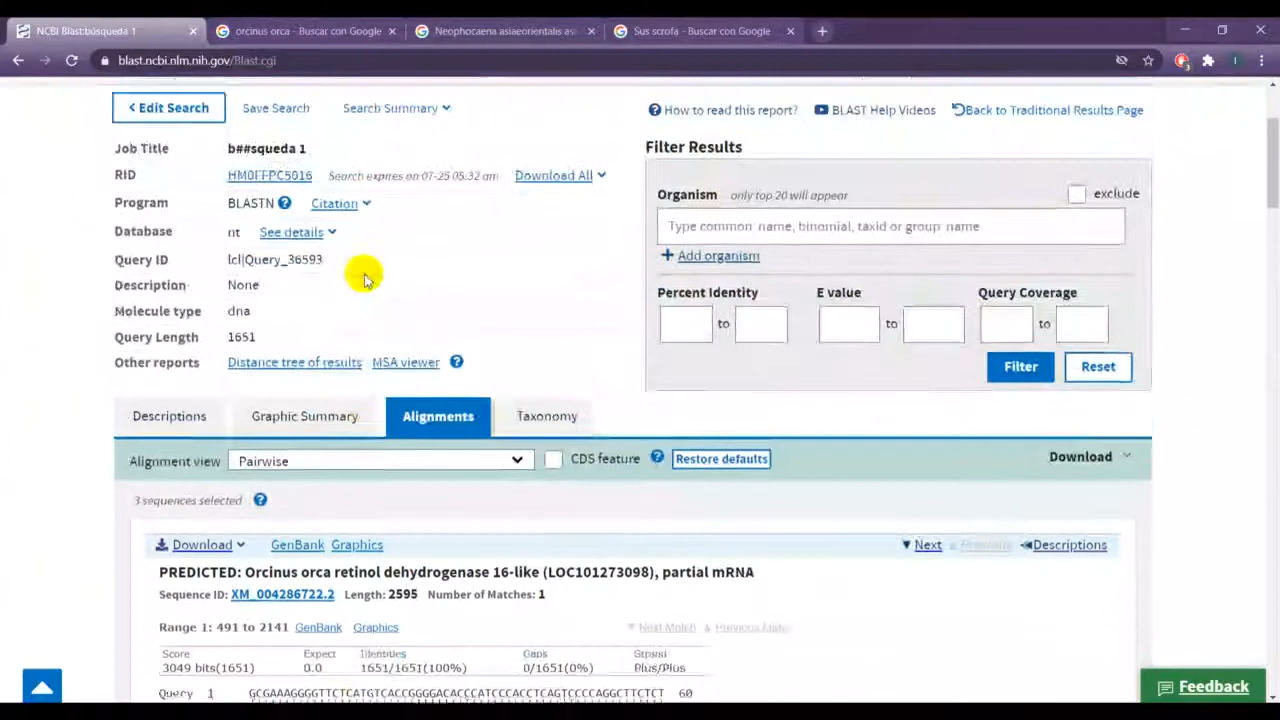 NCBI Blast:búsqueda 1
orcinus orca - Buscar con Google
Neophocaena asiaeorientalis asi
Sus scrofa - Buscar con Google
blast.ncbi.nlm.nih.gov/Blast.cgi
Edit Search Save Search Search Summary
How to read this report? BLAST Help Videos Back to Traditional Results Page
Job Title b##squeda 1
RID HM0FFPC5016 Search expires on 07-25 05:32 am Download All
Program BLASTN Citation
Database nt See details
Query ID lcl|Query_36593
Description None
Molecule type dna
Query Length 1651
Other reports Distance tree of results MSA viewer
Filter Results
Organism only top 20 will appear exclude
Type common name, binomial, taxid or group name
+ Add organism
Percent Identity E value Query Coverage
to to to
Filter Reset
Descriptions Graphic Summary Alignments Taxonomy
Alignment view Pairwise CDS feature Restore defaults Download
3 sequences selected
Download GenBank Graphics Next Previous Descriptions
PREDICTED: Orcinus orca retinol dehydrogenase 16-like (LOC101273098), partial mRNA
Sequence ID: XM_004286722.2 Length: 2595 Number of Matches: 1
Range 1: 491 to 2141 GenBank Graphics Next Match Previous Match
Score Expect Identities Gaps Strand
3049 bits(1651) 0.0 1651/1651(100%) 0/1651(0%) Plus/Plus
Query 1 60
Feedback